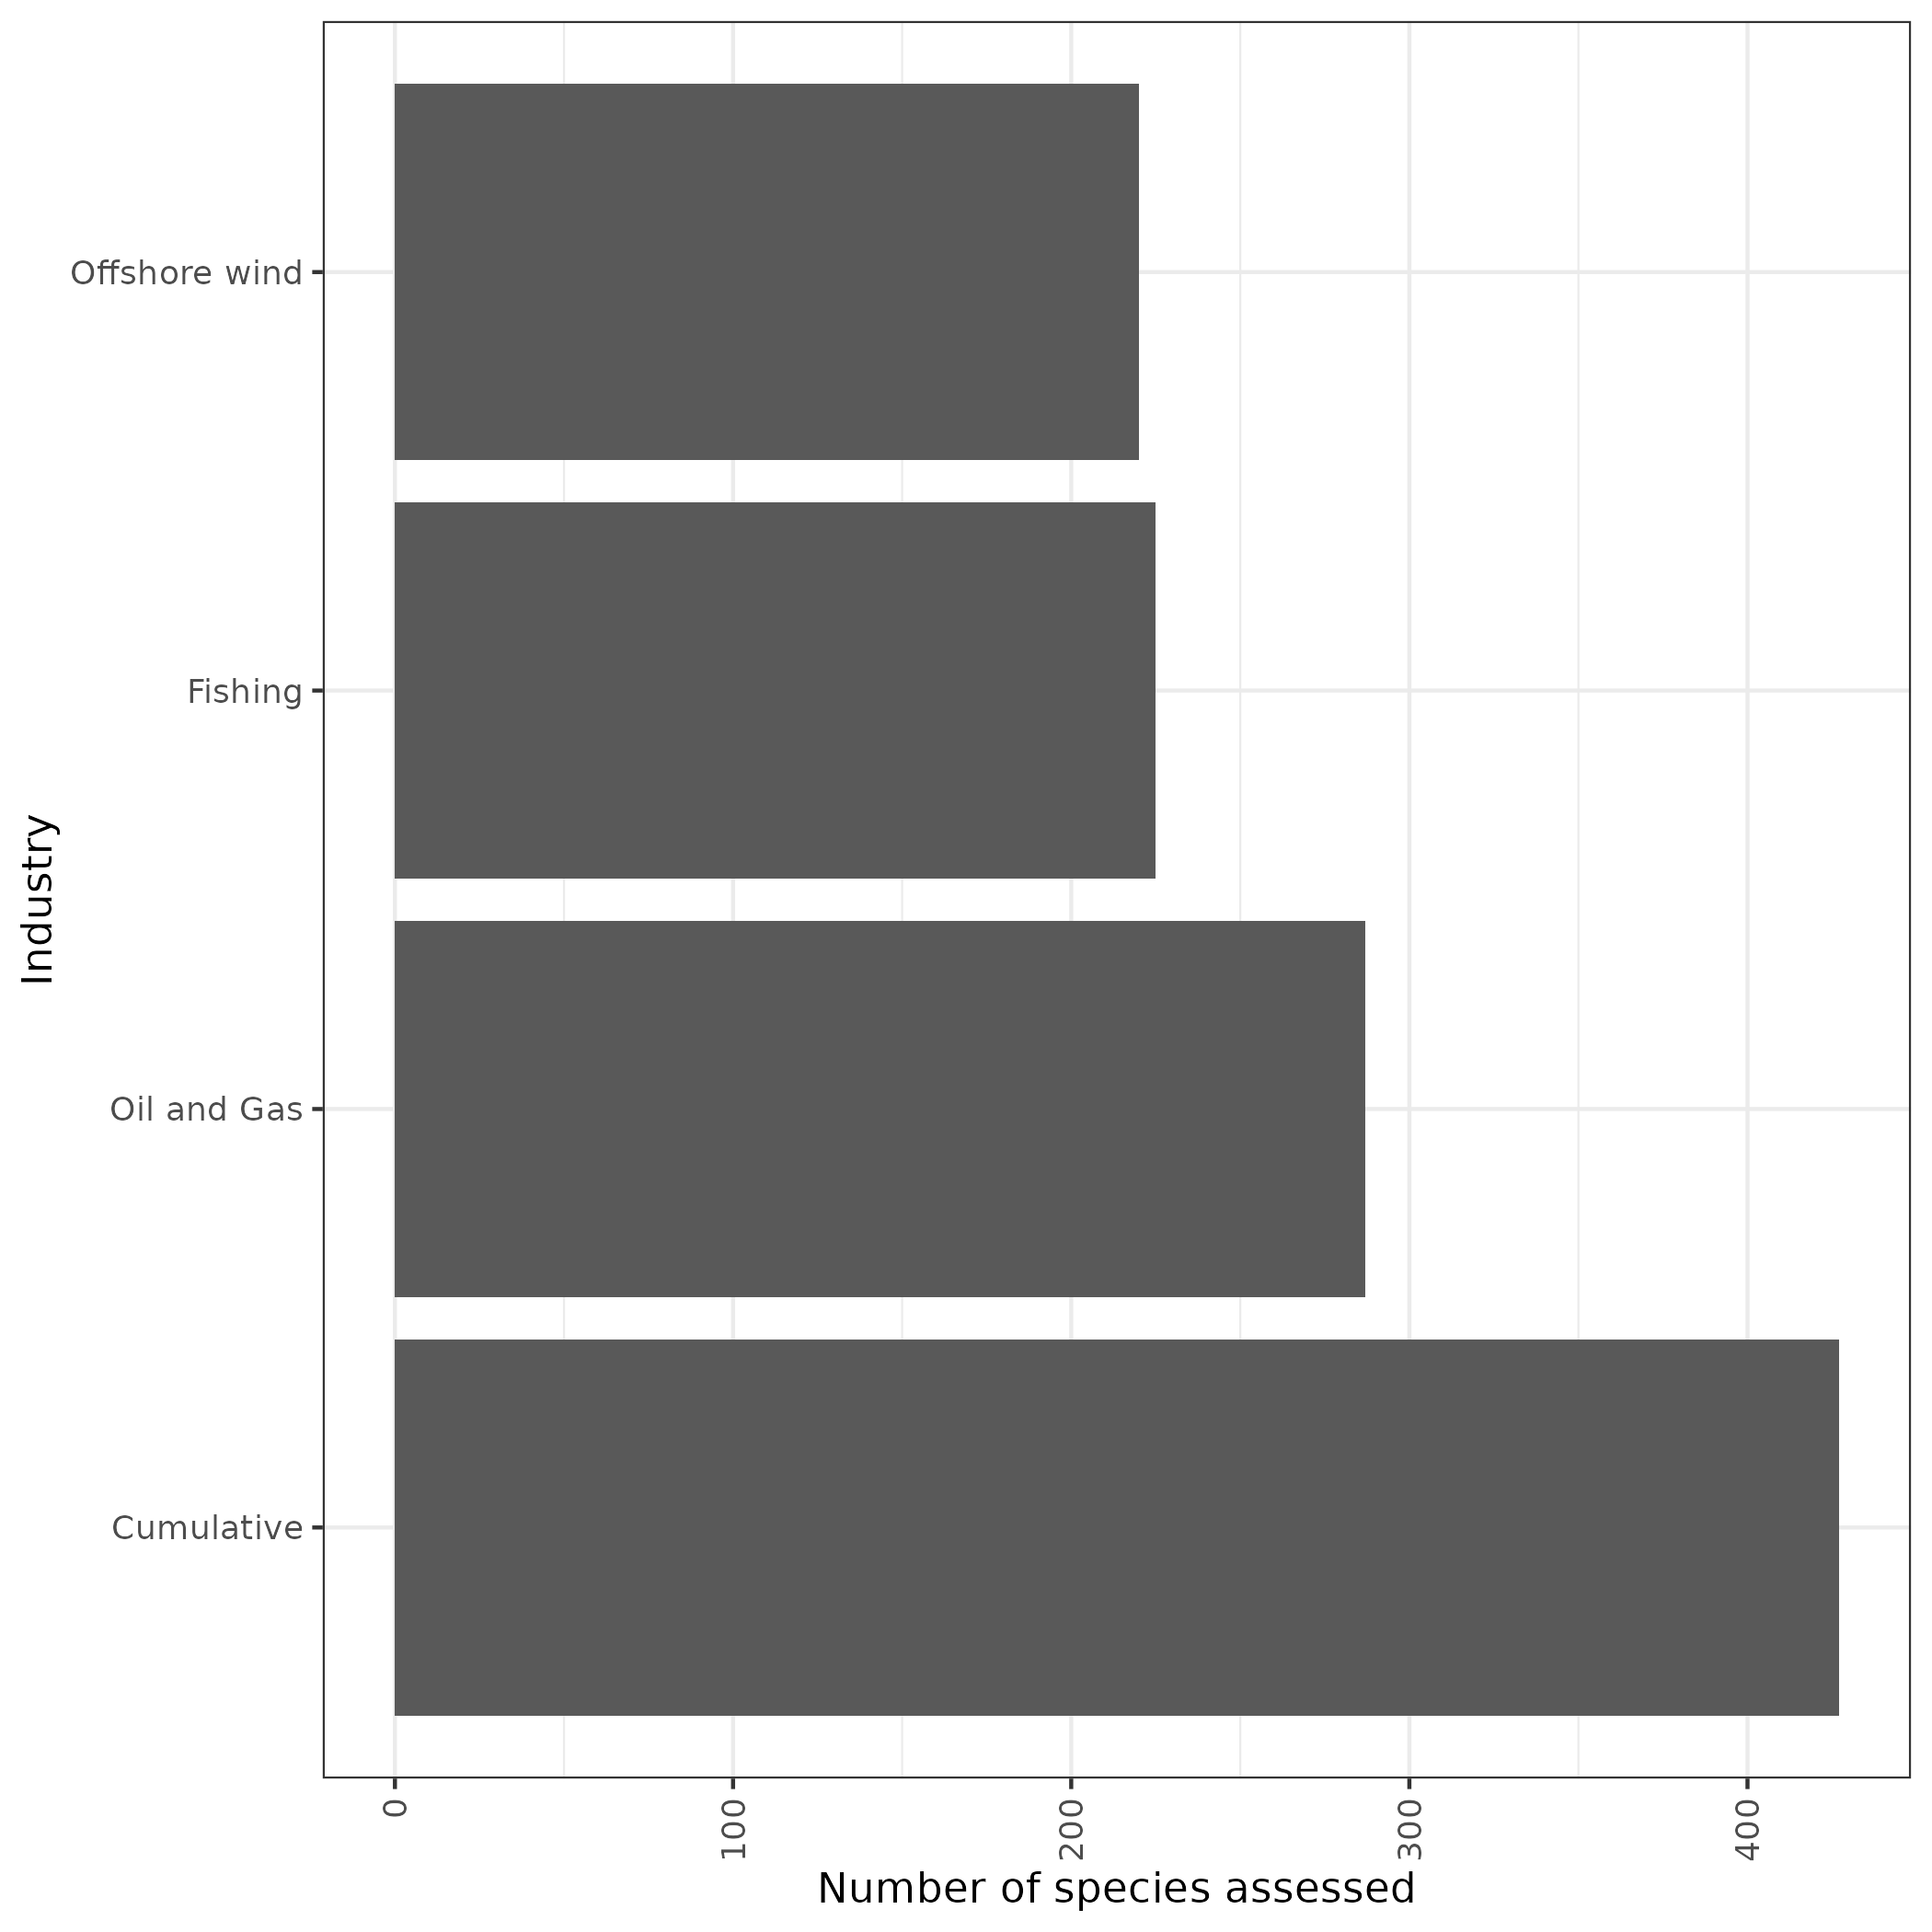 Offshore wind
Fishing
Oil and Gas
Cumulative
Industry
0
100
200
300
400
Number of species assessed